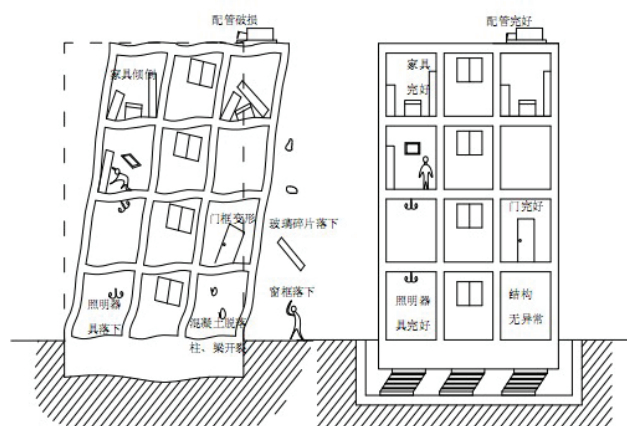 配管破损
家具倾倒
门框变形
玻璃碎片落下
照明器
具落下
混凝土脱落
柱、梁开裂
窗框落下
配管完好
家具
完好
门完好
照明器
具完好
结构
无异常